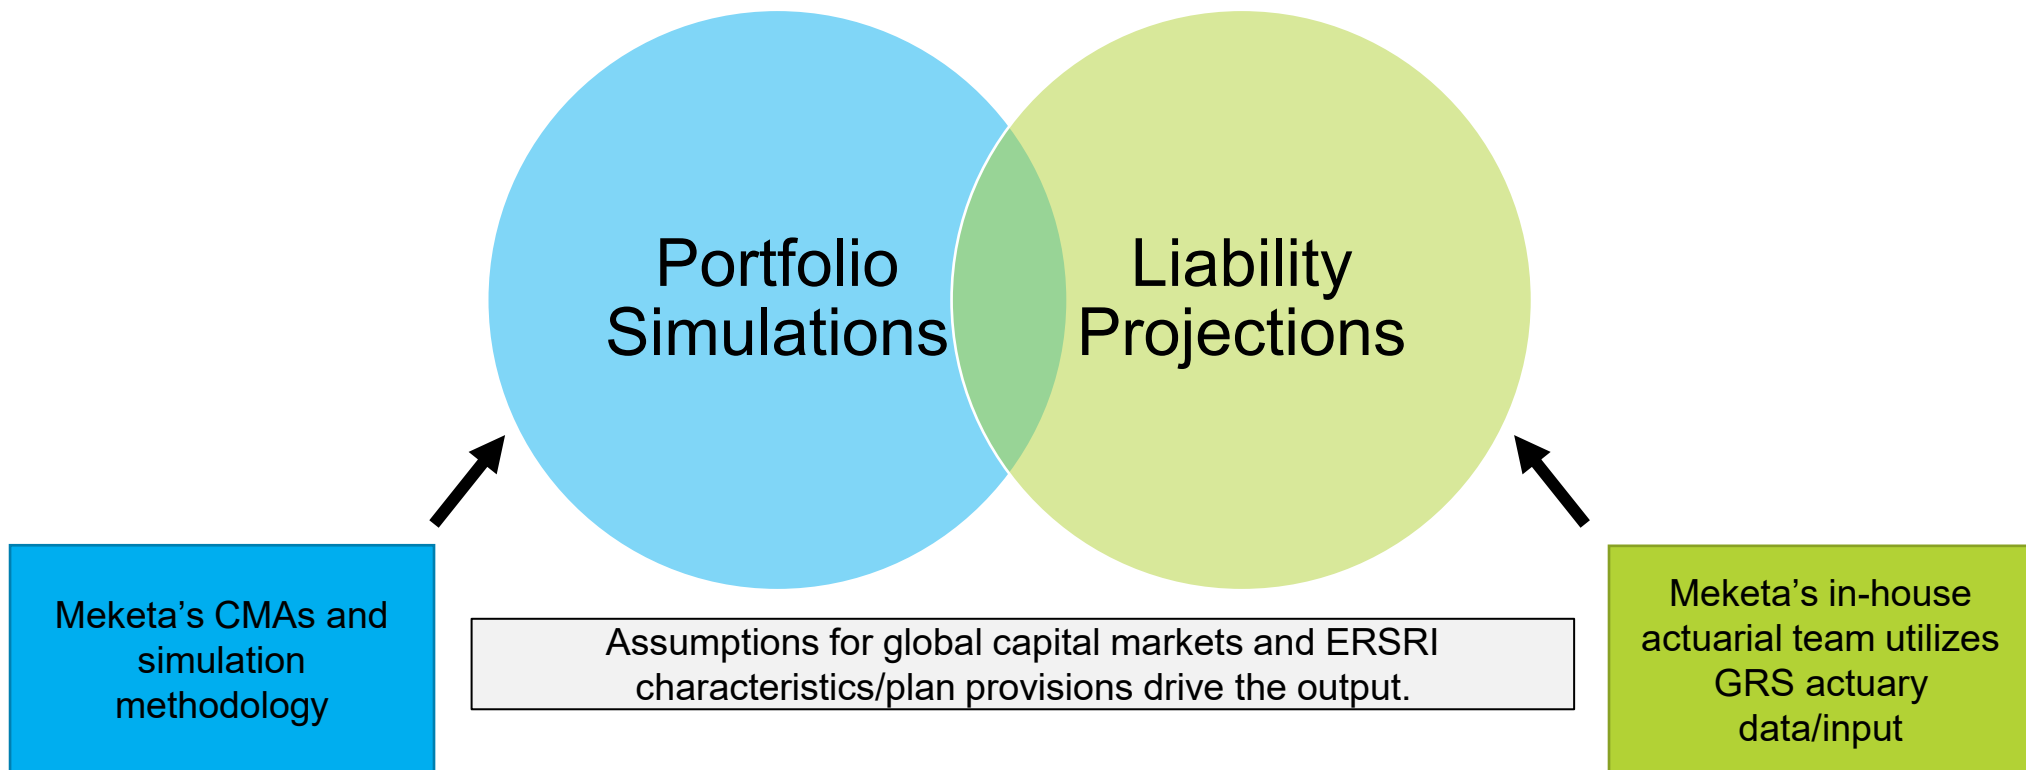 Portfolio
Simulations
Liability
Projections
Meketa’s CMAs and
simulation
methodology
Assumptions for global capital markets and ERSRI
characteristics/plan provisions drive the output.
Meketa’s in-house
actuarial team utilizes
GRS actuary
data/input